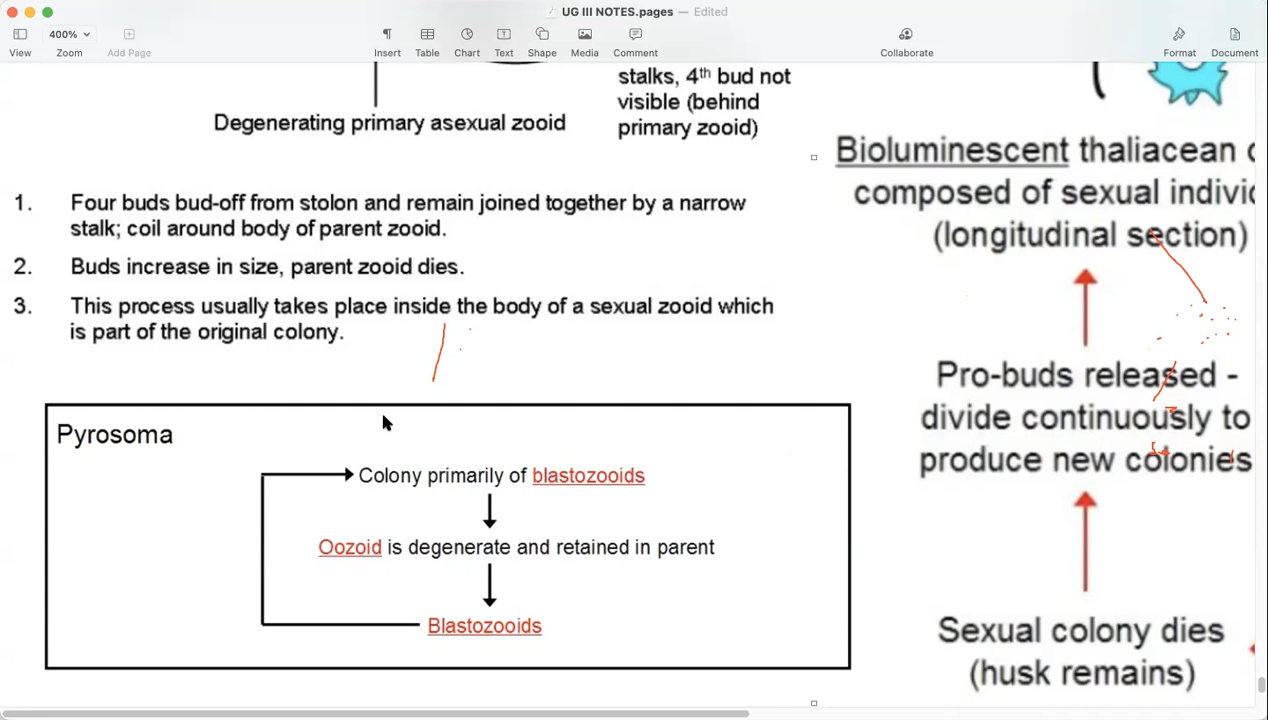 UG III NOTES.pages — Edited
400%
View
Zoom
Add Page
Insert
Table
Chart
Text
Shape
Media
Comment
Collaborate
Format
Document
stalks, 4th bud not
visible (behind
primary zooid)
Degenerating primary asexual zooid
1. Four buds bud-off from stolon and remain joined together by a narrow
stalk; coil around body of parent zooid.
2. Buds increase in size, parent zooid dies.
3. This process usually takes place inside the body of a sexual zooid which
is part of the original colony.
Pyrosoma
Colony primarily of blastozooids
Oozoid is degenerate and retained in parent
Blastozooids
Bioluminescent thaliacean
composed of sexual
(longitudinal section)
Pro-buds released -
divide continuously to
produce new colonies
Sexual colony dies
(husk remains)